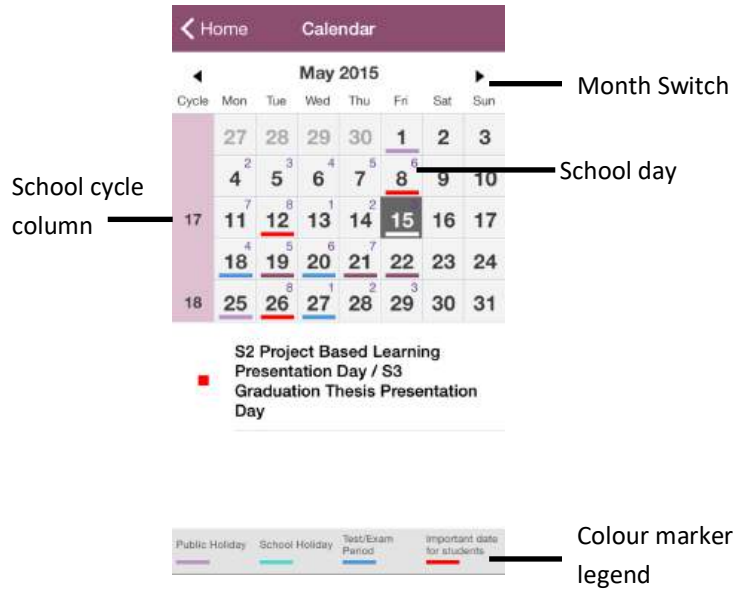 Home Calendar
May 2015
Month Switch
Cycle Mon Tue Wed Thu Fri Sat Sun
27 28 29 30 1 2 3
2 3 4 5 6
4 5 6 7 8 9 10
School day
School cycle
column
7 8 1 2
17 11 12 13 14 15 16 17
4 5 6 7
18 19 20 21 22 23 24
8 1 2 3
18 25 26 27 28 29 30 31
S2 Project Based Learning
Presentation Day / S3
Graduation Thesis Presentation
Day
Public Holiday School Holiday Test/Exam
Period Important date
for students
Colour marker
legend